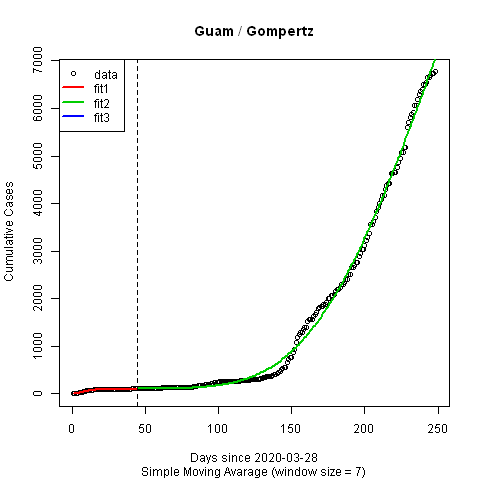 Guam / Gompertz
data
fit1
fit2
fit3
Cumulative Cases
7000
6000
5000
4000
3000
2000
1000
0
0 50 100 150 200 250
Days since 2020-03-28
Simple Moving Avarage (window size = 7)